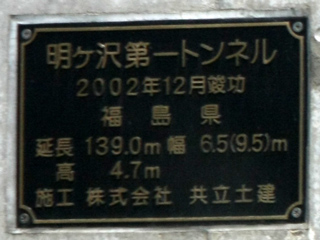 明ケ沢第一トンネル
2002年12月竣功
福島県
延長 139.0m 幅 6.5(9.5)m
高 4.7m
施工 株式会社 共立土建